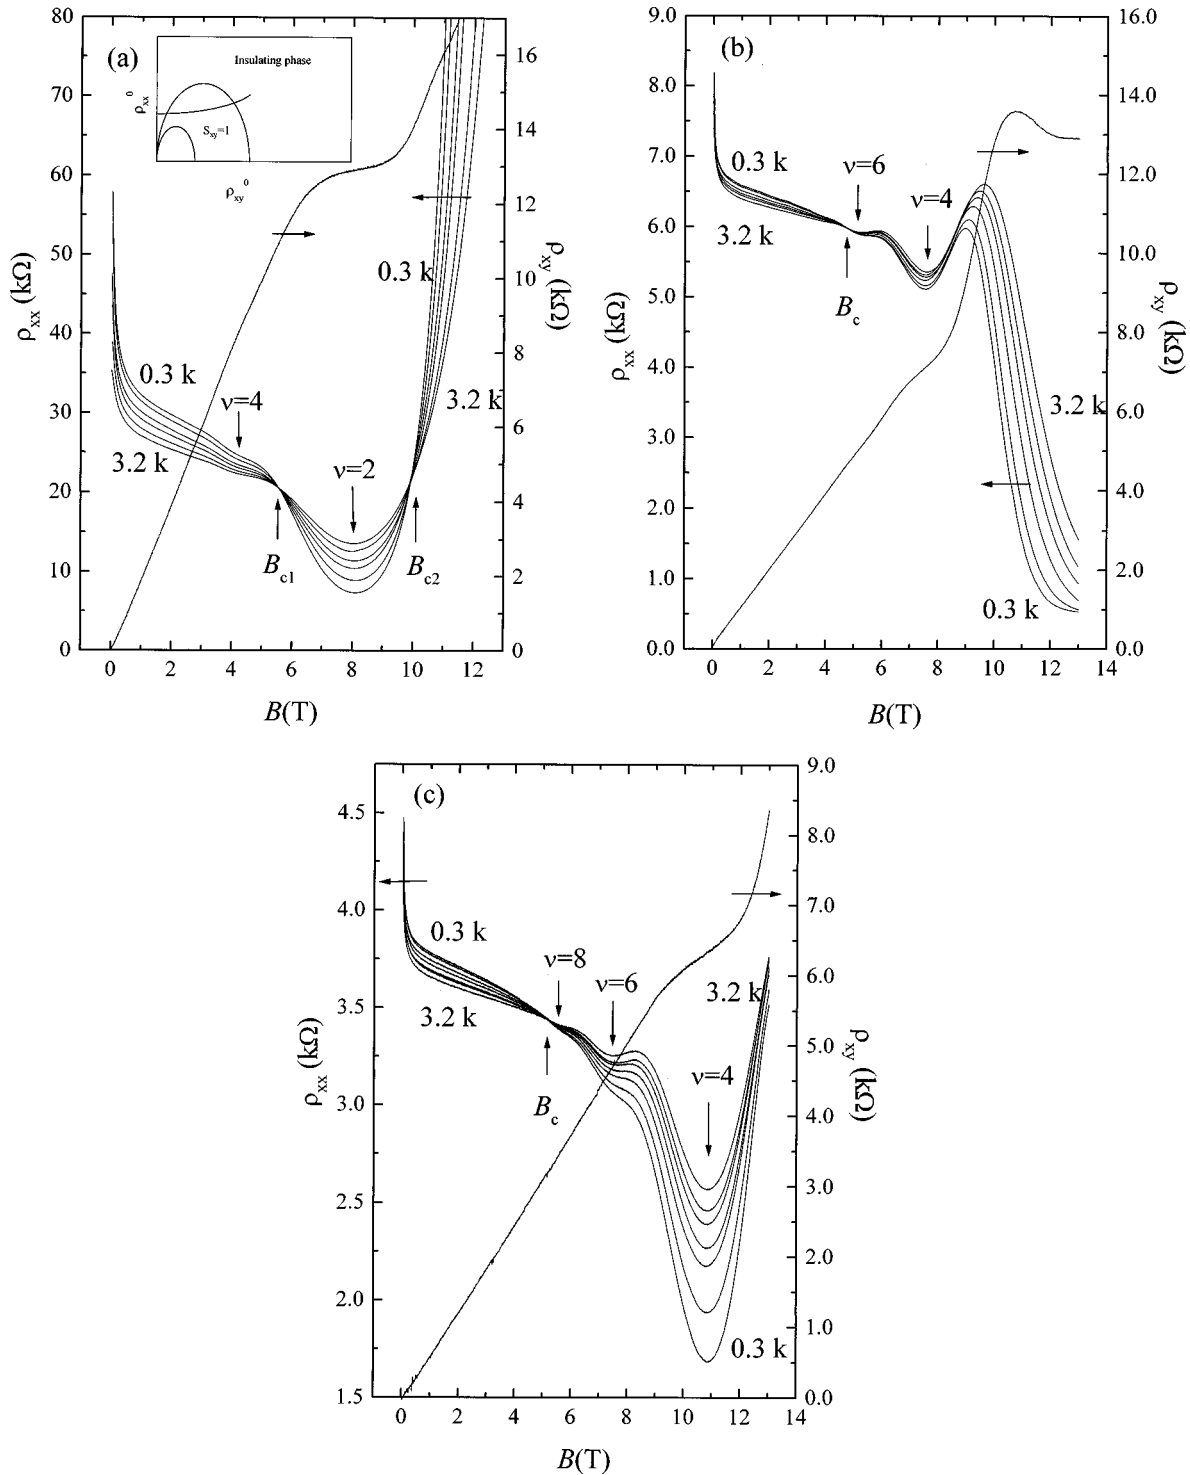 (a)
Insulating phase
ρxx0
Sxy=1
ρxy0
80
70
60
50
40
30
20
10
0
ρxx (kΩ)
16
14
12
10
8
6
4
2
0
ρxy (kΩ)
0.3 k
0.3 k
3.2 k
3.2 k
ν=4
ν=2
Bc1
Bc2
0 2 4 6 8 10 12
B(T)
(b)
9.0
8.0
7.0
6.0
5.0
4.0
3.0
2.0
1.0
0.0
ρxx (kΩ)
16.0
14.0
12.0
10.0
8.0
6.0
4.0
2.0
0.0
ρxy (kΩ)
0.3 k
ν=6
ν=4
3.2 k
Bc
3.2 k
0.3 k
0 2 4 6 8 10 12 14
B(T)
(c)
4.5
4.0
3.5
3.0
2.5
2.0
1.5
ρxx (kΩ)
9.0
8.0
7.0
6.0
5.0
4.0
3.0
2.0
1.0
0.0
ρxy (kΩ)
0.3 k
ν=8
ν=6
3.2 k
3.2 k
Bc
ν=4
0.3 k
0 2 4 6 8 10 12 14
B(T)